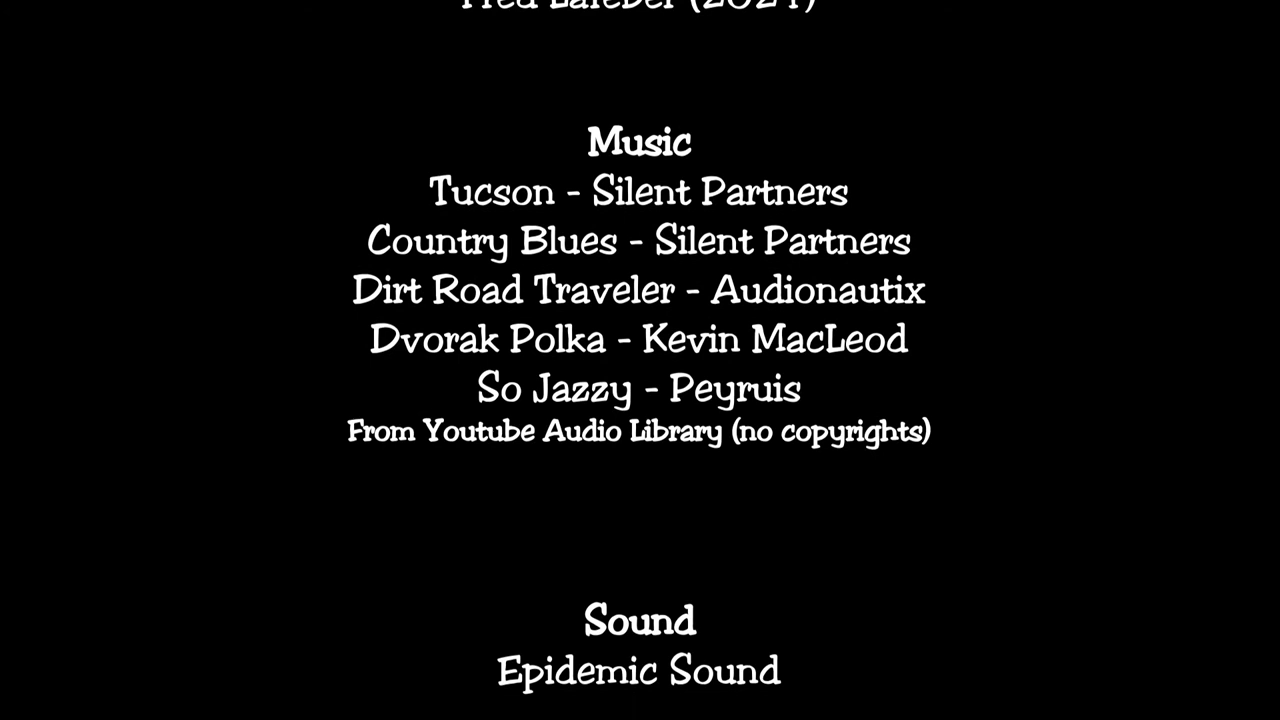 Music
Tucson - Silent Partners
Country Blues - Silent Partners
Dirt Road Traveler - Audionautix
Dvorak Polka - Kevin MacLeod
So Jazzy - Peyruis
From Youtube Audio Library (no copyrights)
Sound
Epidemic Sound